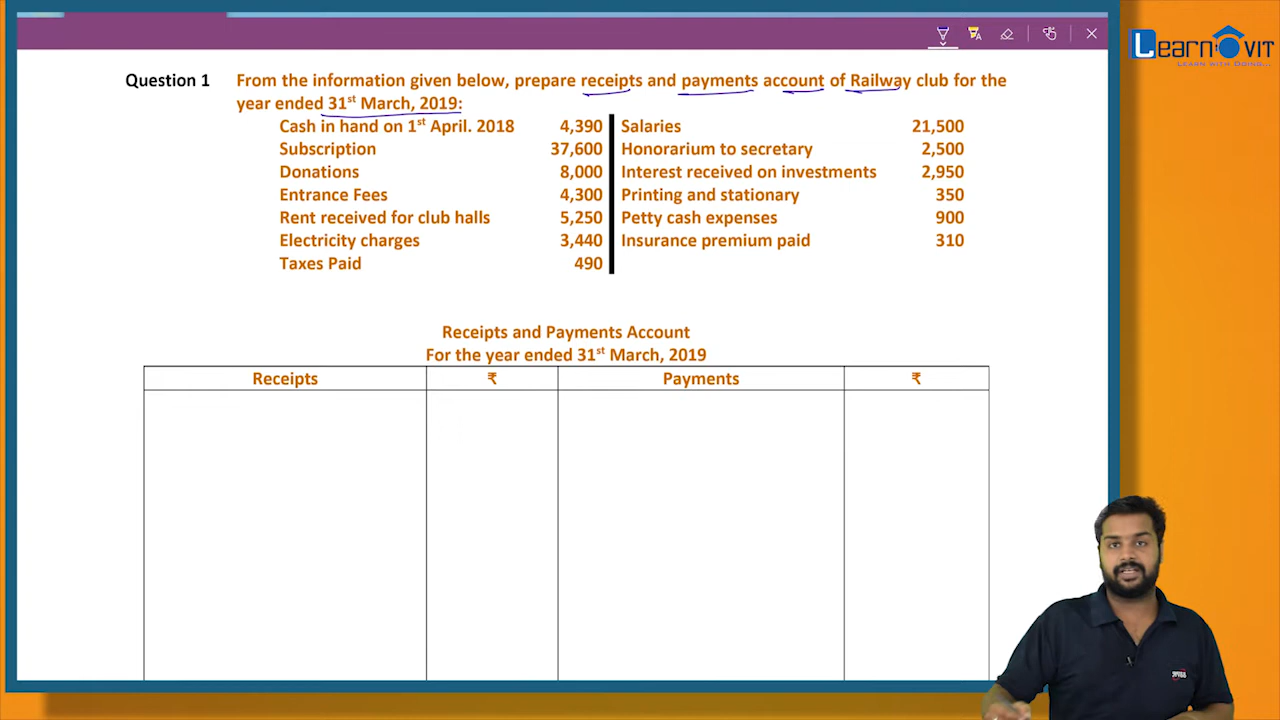 Learn vit
LEARN WITH DOING...
Question 1 From the information given below, prepare receipts and payments account of Railway club for the
year ended 31st March, 2019:
Cash in hand on 1st April. 2018 4,390 Salaries 21,500
Subscription 37,600 Honorarium to secretary 2,500
Donations 8,000 Interest received on investments 2,950
Entrance Fees 4,300 Printing and stationary 350
Rent received for club halls 5,250 Petty cash expenses 900
Electricity charges 3,440 Insurance premium paid 310
Taxes Paid 490
Receipts and Payments Account
For the year ended 31st March, 2019
Receipts ₹ Payments ₹